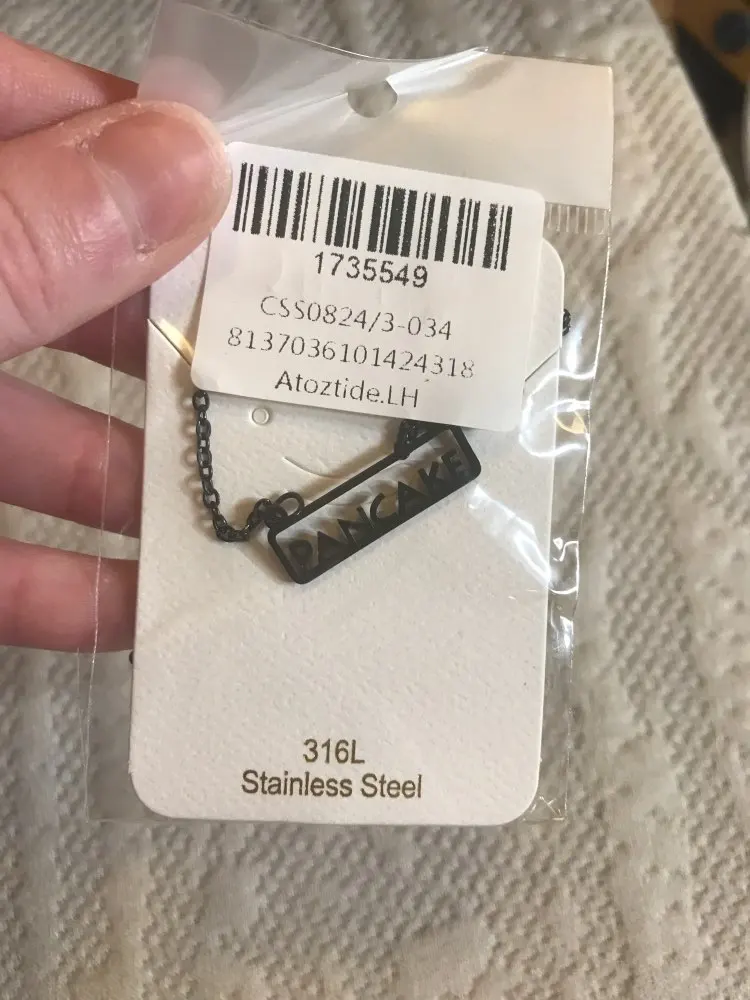 1735549
CSS0824/3-034
8137036101424318
Atoztide.LH
PANCAKE
316L
Stainless Steel